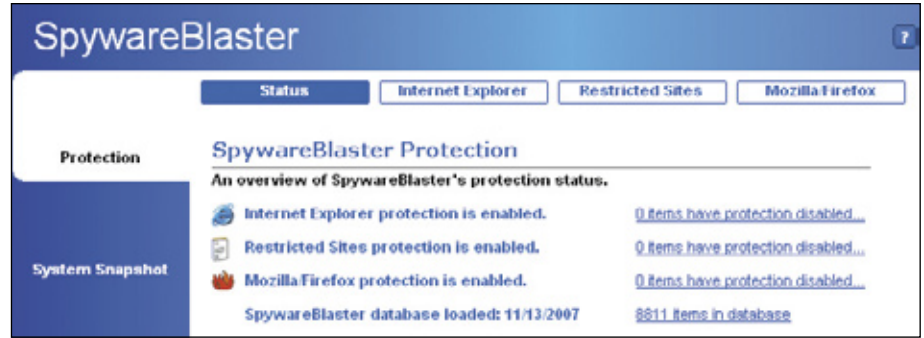 SpywareBlaster
?
Status Internet Explorer Restricted Sites Mozilla/Firefox
Protection
SpywareBlaster Protection
An overview of SpywareBlaster's protection status.
Internet Explorer protection is enabled. 0 items have protection disabled...
Restricted Sites protection is enabled. 0 items have protection disabled...
System Snapshot
Mozilla/Firefox protection is enabled. 0 items have protection disabled...
SpywareBlaster database loaded: 11/13/2007 8811 items in database